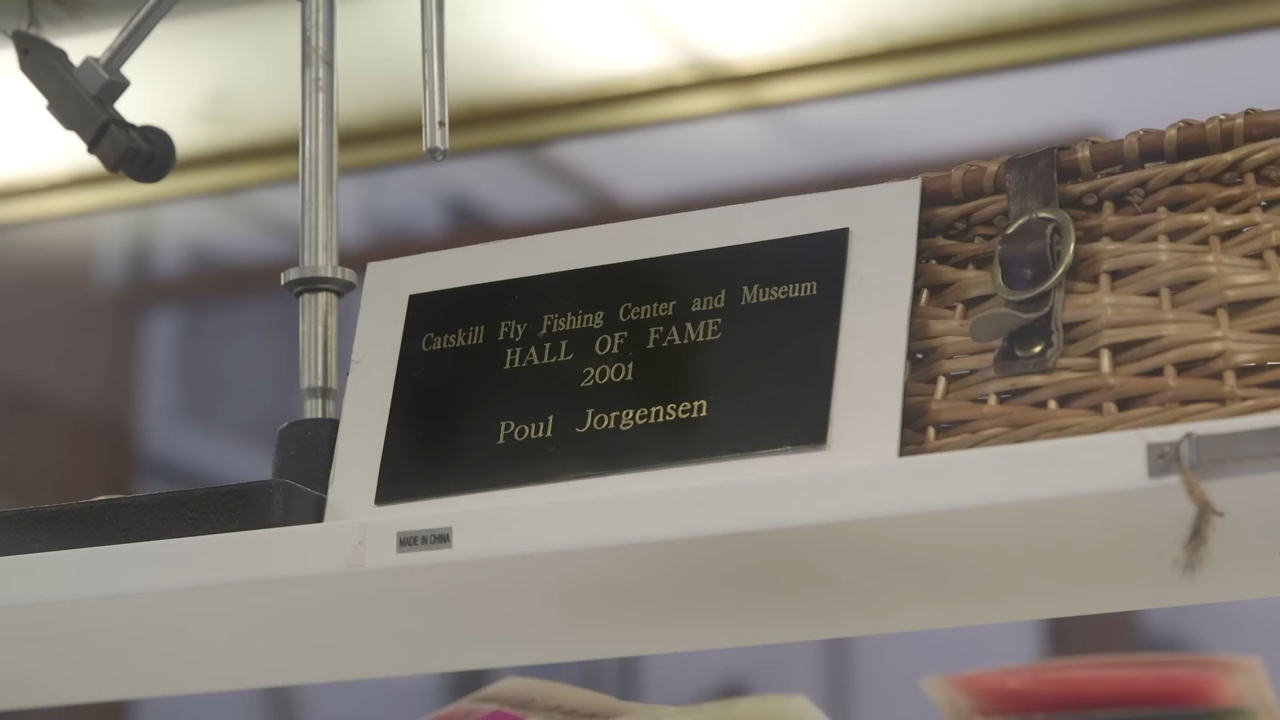 Catskill Fly Fishing Center and Museum
HALL OF FAME
2001
Poul Jorgensen
MADE IN CHINA